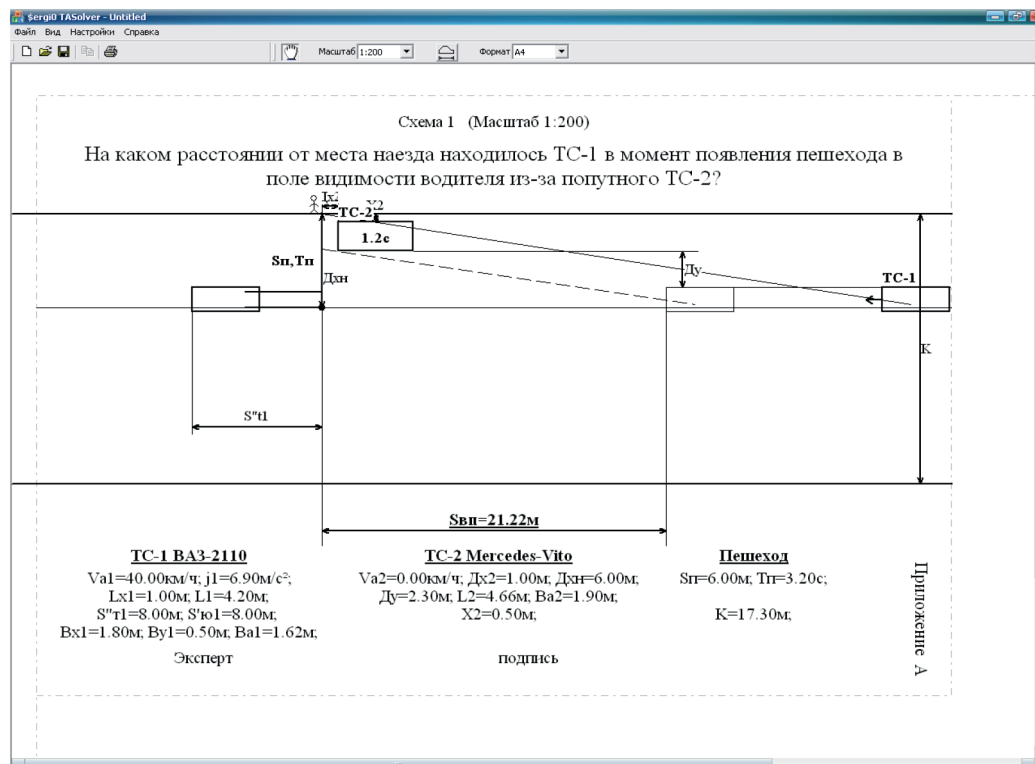 $ergi0 TASolver - Untitled
Файл Вид Настройки Справка
Масштаб 1:200 Формат A4
Схема 1 (Масштаб 1:200)
На каком расстоянии от места наезда находилось ТС-1 в момент появления пешехода в
поле видимости водителя из-за попутного ТС-2?
X2
ТС-2
1.2с
Sп,Тп
Дхн
Ду
ТС-1
К
S"t1
Sвп=21.22м
ТС-1 ВАЗ-2110
Va1=40.00км/ч; j1=6.90м/с²;
Lx1=1.00м; L1=4.20м;
S"т1=8.00м; S'ю1=8.00м;
Bx1=1.80м; By1=0.50м; Ba1=1.62м;
Эксперт
ТС-2 Mercedes-Vito
Va2=0.00км/ч; Дх2=1.00м; Дхн=6.00м;
Ду=2.30м; L2=4.66м; Ba2=1.90м;
X2=0.50м;
подпись
Пешеход
Sп=6.00м; Тп=3.20с;
К=17.30м;
Приложение А